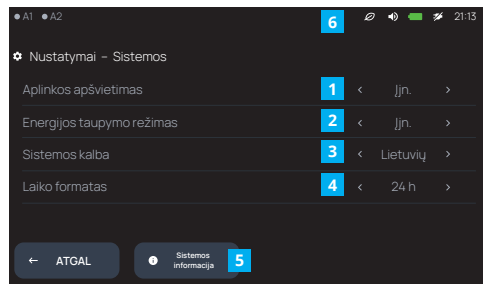 A1 A2 6 21:13
Nustatymai – Sistemos
Aplinkos apšvietimas 1 < Įjn. >
Energijos taupymo režimas 2 < Įjn. >
Sistemos kalba 3 < Lietuvių >
Laiko formatas 4 < 24 h >
← ATGAL
Sistemos
informacija
5